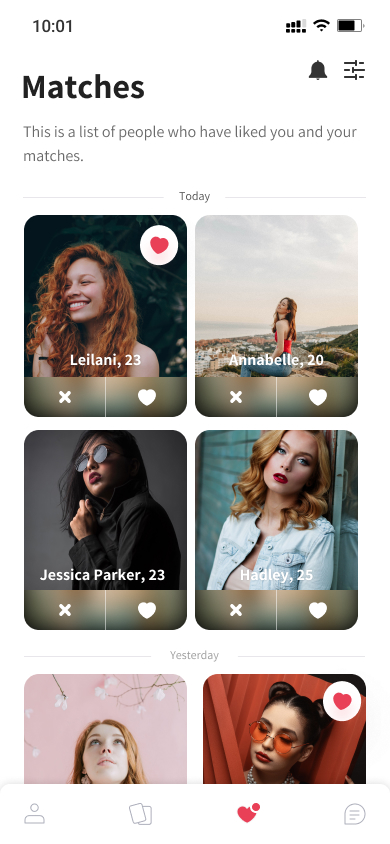 10:01
Matches
This is a list of people who have liked you and your
matches.
Today
Leilani, 23
Annabelle, 20
Jessica Parker, 23
Hadley, 25
Yesterday